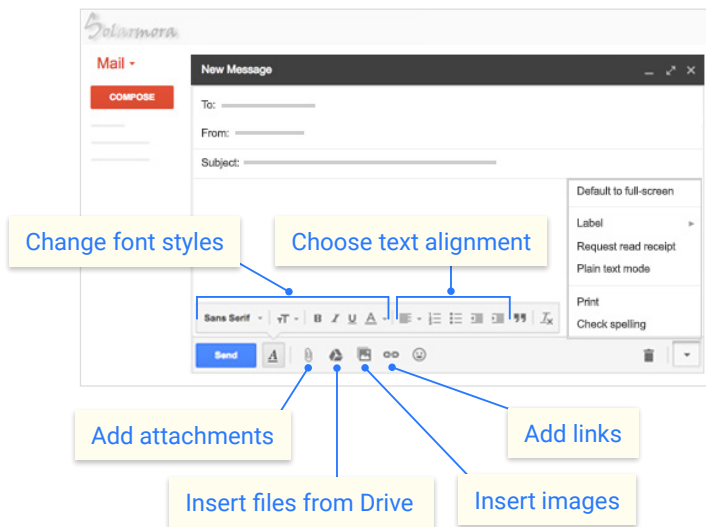 Solarmora
Mail
New Message
COMPOSE
To:
From:
Subject:
Default to full-screen
Label
Request read receipt
Plain text mode
Print
Check spelling
Change font styles
Choose text alignment
Sans Serif
TT B I U A
Send A
Add attachments
Add links
Insert files from Drive
Insert images